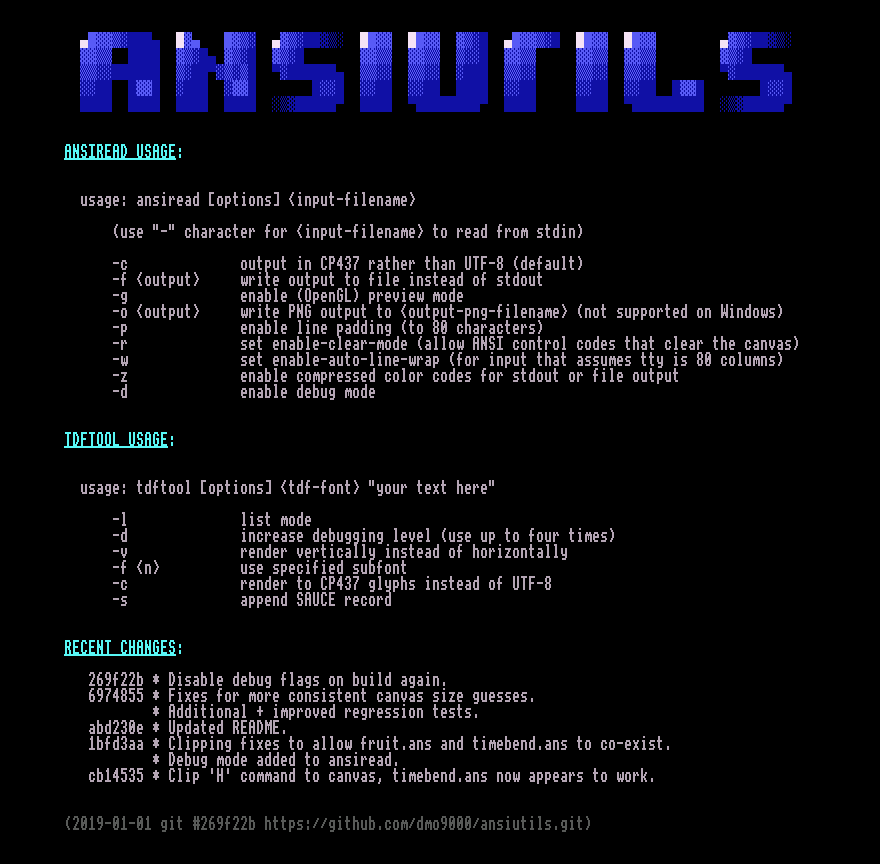 ANSIUTILS
ANSIREAD USAGE:
usage: ansiread [options] <input-filename>
(use "-" character for <input-filename> to read from stdin)
-c output in CP437 rather than UTF-8 (default)
-f <output> write output to file instead of stdout
-g enable (OpenGL) preview mode
-o <output> write PNG output to <output-png-filename> (not supported on Windows)
-p enable line padding (to 80 characters)
-r set enable-clear-mode (allow ANSI control codes that clear the canvas)
-w set enable-auto-line-wrap (for input that assumes tty is 80 columns)
-z enable compressed color codes for stdout or file output
-d enable debug mode
TDFTOOL USAGE:
usage: tdftool [options] <tdf-font> "your text here"
-l list mode
-d increase debugging level (use up to four times)
-v render vertically instead of horizontally
-f <n> use specified subfont
-c render to CP437 glyphs instead of UTF-8
-s append SAUCE record
RECENT CHANGES:
269f22b * Disable debug flags on build again.
6974855 * Fixes for more consistent canvas size guesses.
* Additional + improved regression tests.
abd230e * Updated README.
1bfd3aa * Clipping fixes to allow fruit.ans and timebend.ans to co-exist.
* Debug mode added to ansiread.
cb14535 * Clip 'H' command to canvas, timebend.ans now appears to work.
(2019-01-01 git #269f22b https://github.com/dmo9000/ansiutils.git)